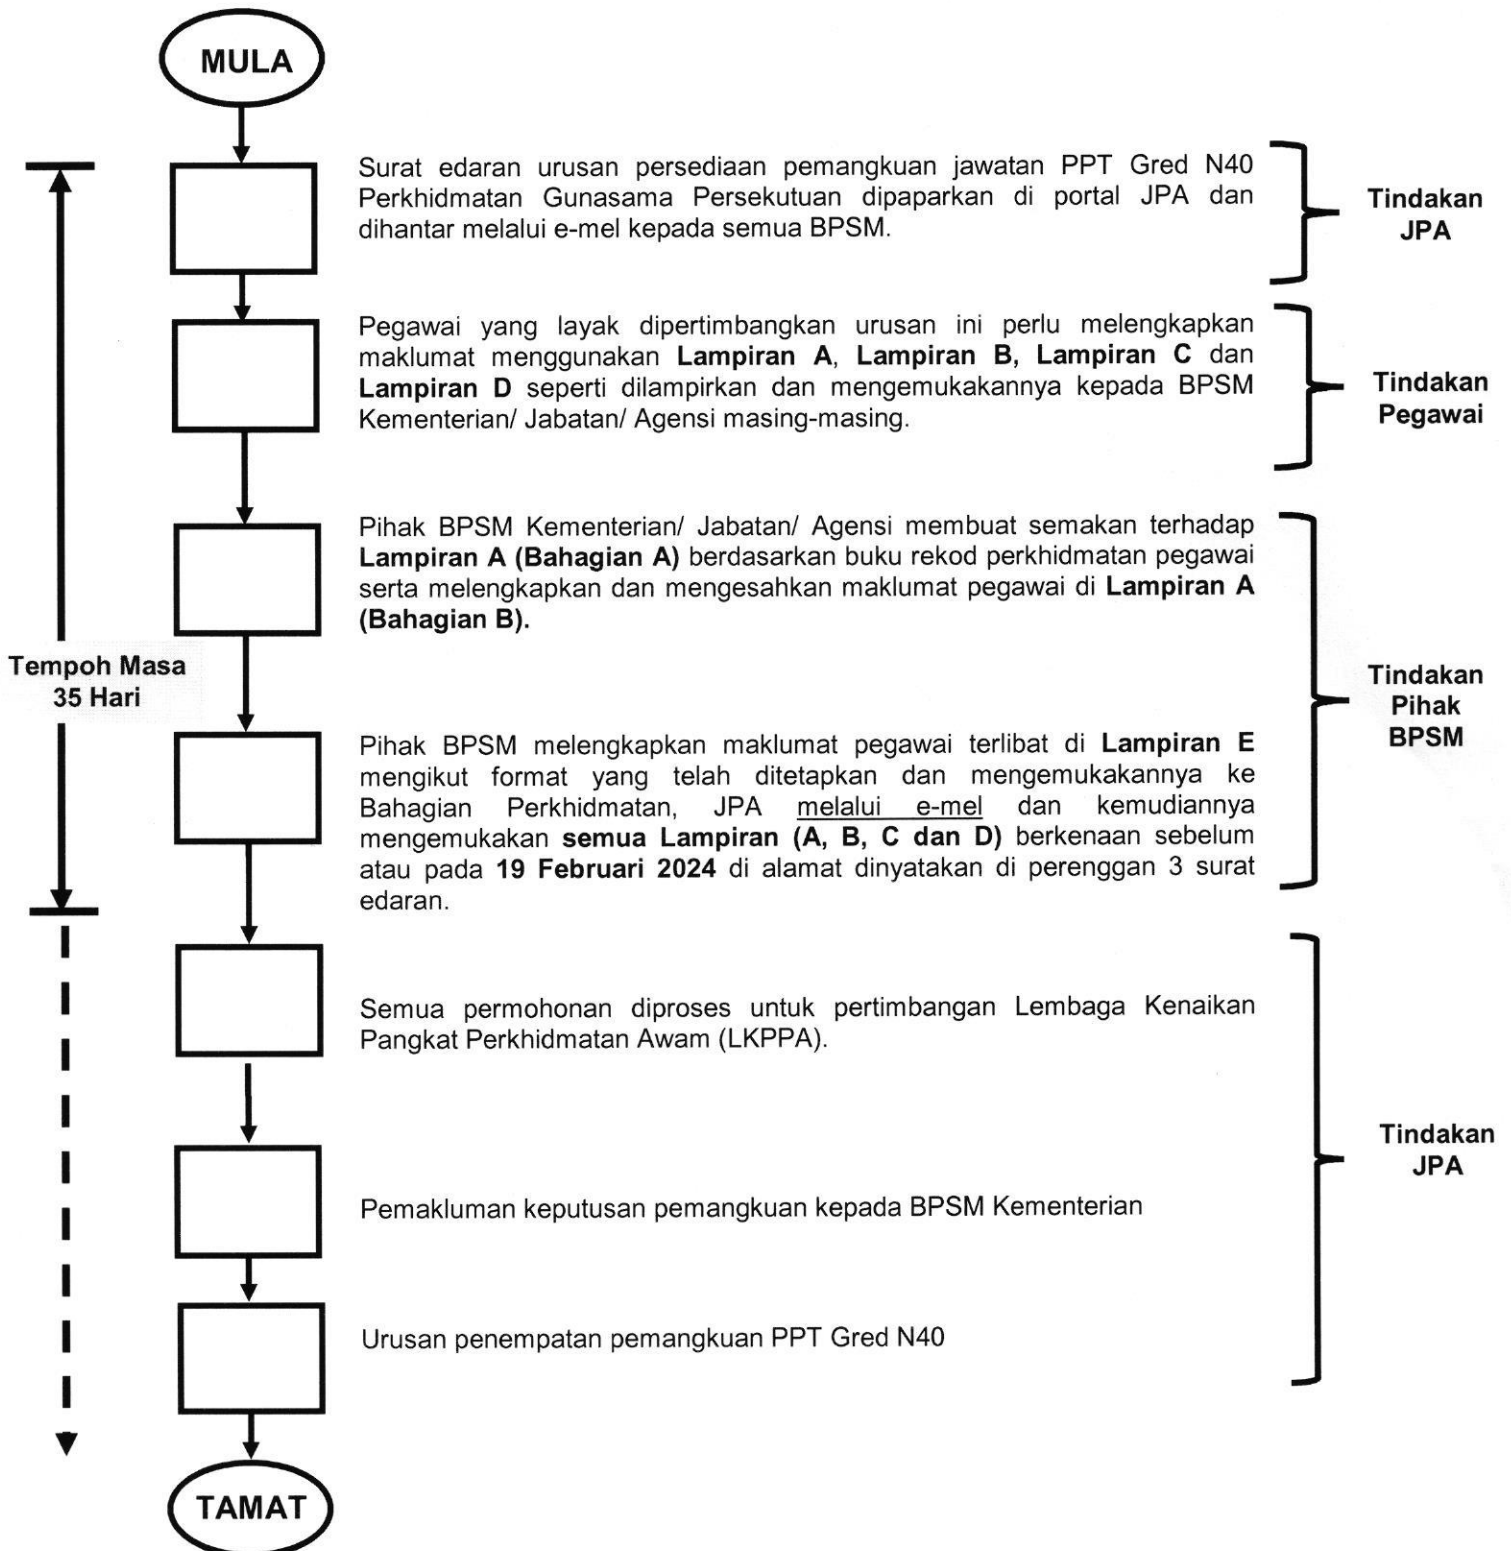 MULA
Surat edaran urusan persediaan pemangkuan jawatan PPT Gred N40
Perkhidmatan Gunasama Persekutuan dipaparkan di portal JPA dan
dihantar melalui e-mel kepada semua BPSM.
Tindakan
JPA
Pegawai yang layak dipertimbangkan urusan ini perlu melengkapkan
maklumat menggunakan Lampiran A, Lampiran B, Lampiran C dan
Lampiran D seperti dilampirkan dan mengemukakannya kepada BPSM
Kementerian/ Jabatan/ Agensi masing-masing.
Tindakan
Pegawai
Pihak BPSM Kementerian/ Jabatan/ Agensi membuat semakan terhadap
Lampiran A (Bahagian A) berdasarkan buku rekod perkhidmatan pegawai
serta melengkapkan dan mengesahkan maklumat pegawai di Lampiran A
(Bahagian B).
Tempoh Masa
35 Hari
Tindakan
Pihak
BPSM
Pihak BPSM melengkapkan maklumat pegawai terlibat di Lampiran E
mengikut format yang telah ditetapkan dan mengemukakannya ke
Bahagian Perkhidmatan, JPA melalui e-mel dan kemudiannya
mengemukakan semua Lampiran (A, B, C dan D) berkenaan sebelum
atau pada 19 Februari 2024 di alamat dinyatakan di perenggan 3 surat
edaran.
Semua permohonan diproses untuk pertimbangan Lembaga Kenaikan
Pangkat Perkhidmatan Awam (LKPPA).
Tindakan
JPA
Pemakluman keputusan pemangkuan kepada BPSM Kementerian
Urusan penempatan pemangkuan PPT Gred N40
TAMAT